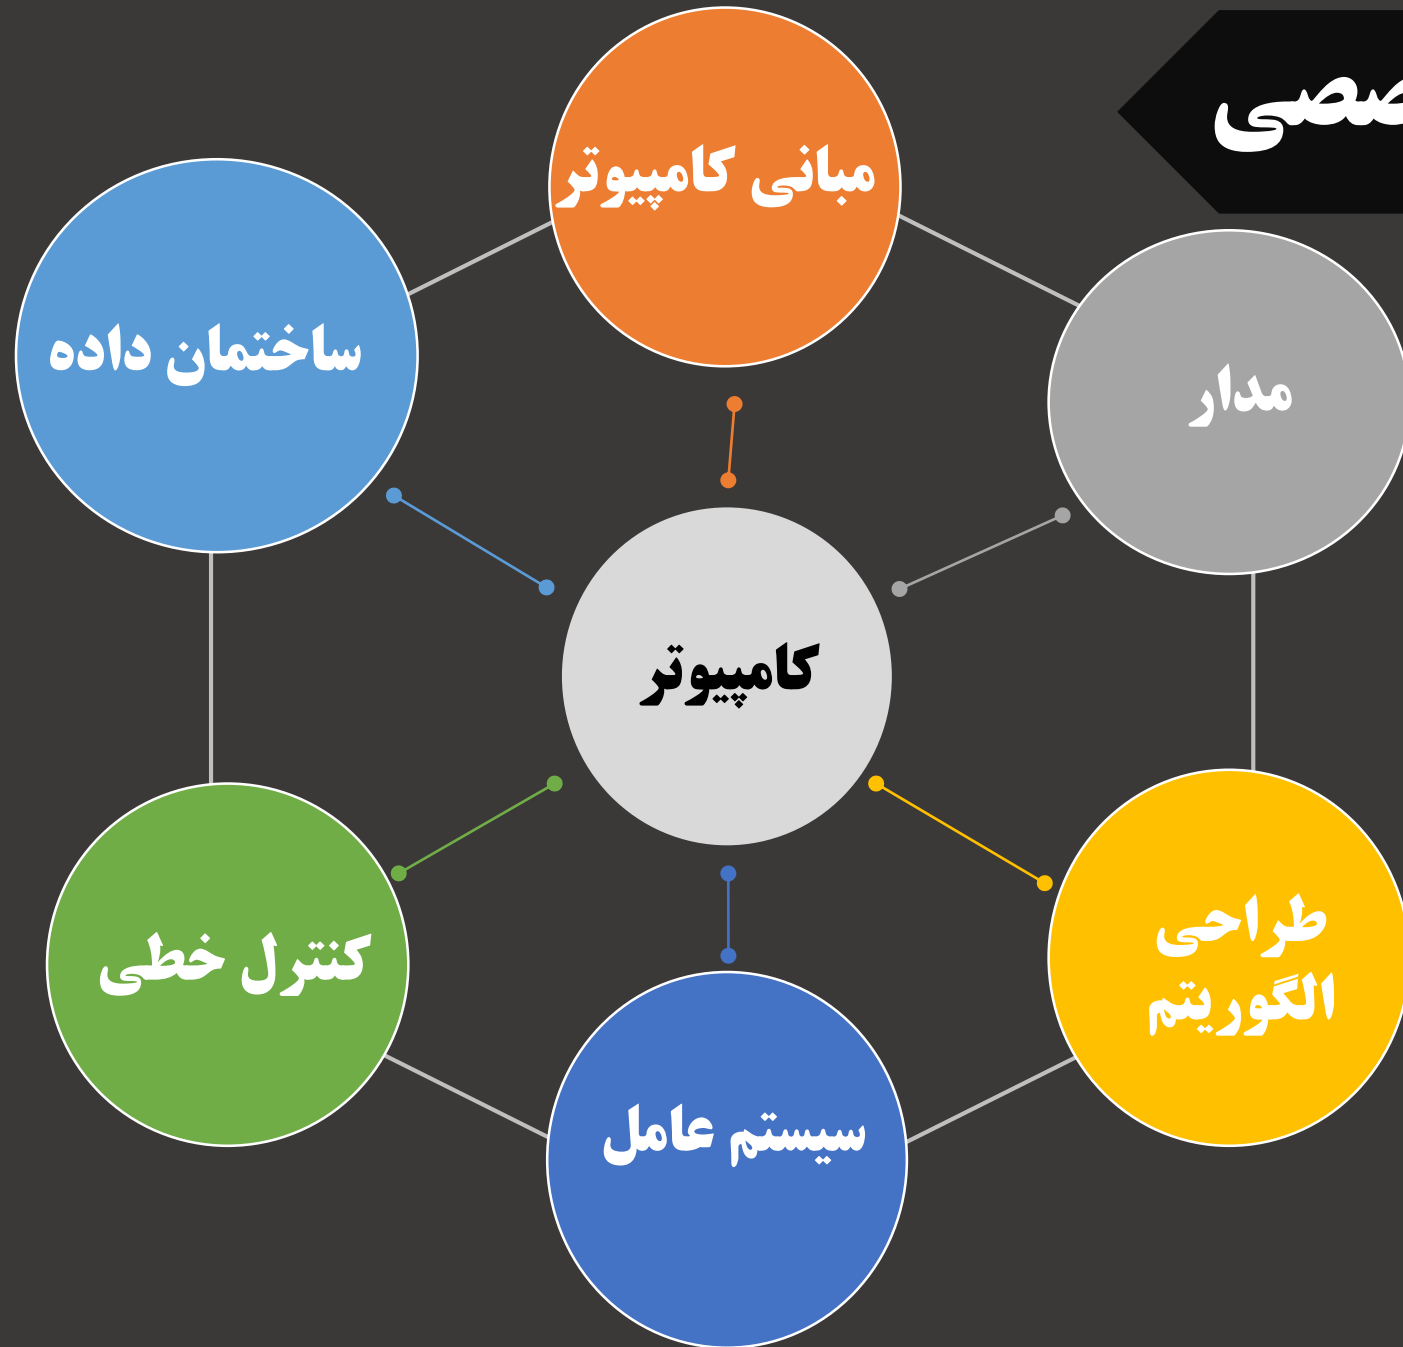 مبانی کامپیوتر
مدار
ساختمان داده
کامپیوتر
طراحی
الگوریتم
کنترل خطی
سیستم عامل